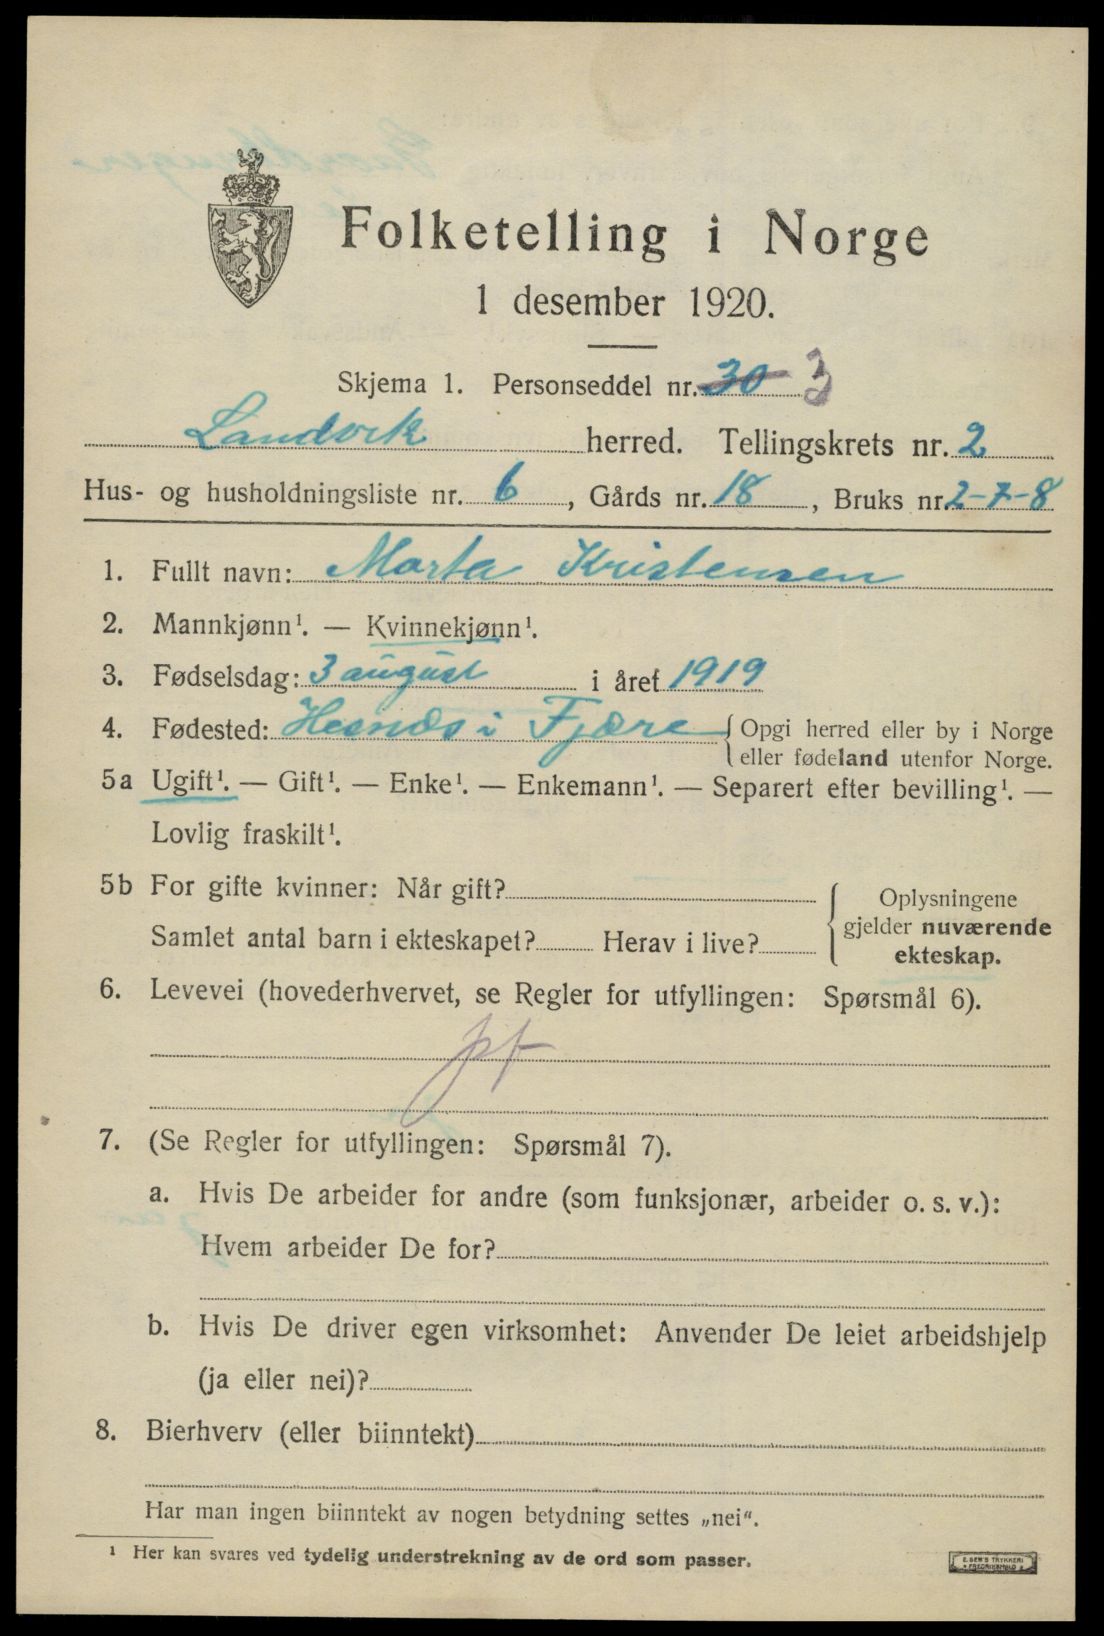 Folketelling i Norge
1 desember 1920.
Skjema 1. Personseddel nr. 30 3
Landvik herred. Tellingskrets nr. 2
Hus- og husholdningsliste nr. 6, Gårds nr. 18, Bruks nr. 2-7-8
1. Fullt navn: Marta Kristensen
2. Mannkjønn¹. — Kvinnekjønn¹.
3. Fødselsdag: 3 august i året 1919
4. Fødested: Hesnes i Fjære { Opgi herred eller by i Norge
eller fødeland utenfor Norge.
5a Ugift¹. — Gift¹. — Enke¹. — Enkemann¹. — Separert efter bevilling¹. —
Lovlig fraskilt¹.
5b For gifte kvinner: Når gift?
Samlet antal barn i ekteskapet? Herav i live?
{ Oplysningene
gjelder nuværende
ekteskap.
6. Levevei (hovederhvervet, se Regler for utfyllingen: Spørsmål 6).
pf
7. (Se Regler for utfyllingen: Spørsmål 7).
a. Hvis De arbeider for andre (som funksjonær, arbeider o. s. v.):
Hvem arbeider De for?
b. Hvis De driver egen virksomhet: Anvender De leiet arbeidshjelp
(ja eller nei)?
8. Bierhverv (eller biinntekt)
Har man ingen biinntekt av nogen betydning settes „nei“.
¹ Her kan svares ved tydelig understrekning av de ord som passer.
E. SEM'S TRYKKERI
FREDRIKSHALD